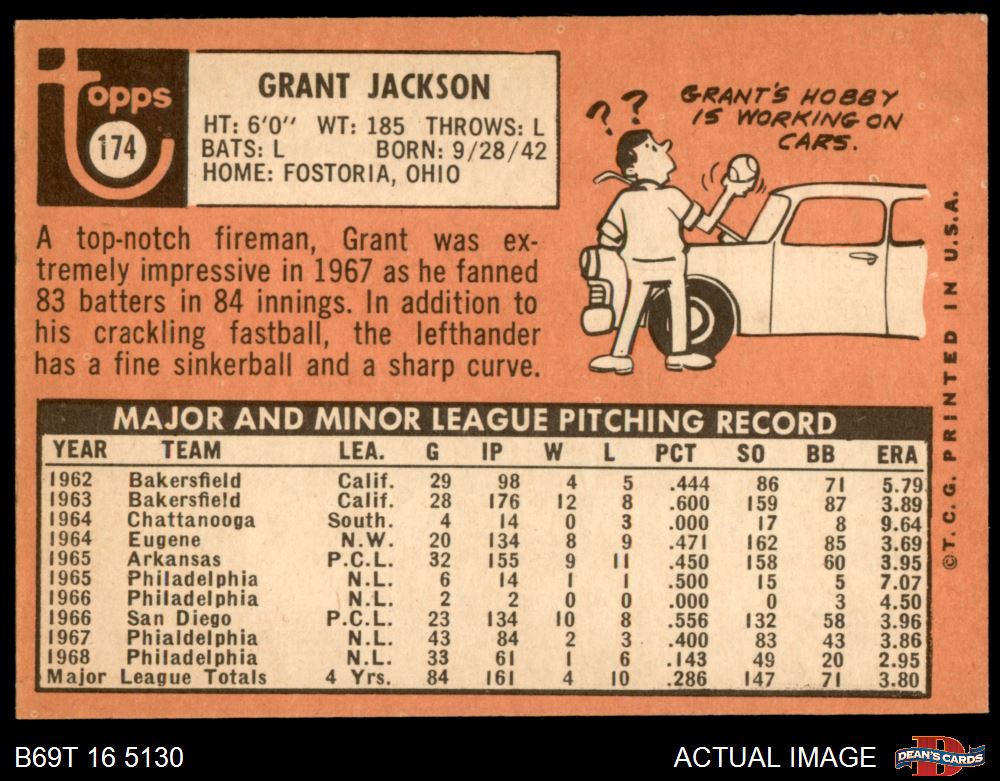 Topps
174
GRANT JACKSON
HT: 6'0" WT: 185 THROWS: L
BATS: L BORN: 9/28/42
HOME: FOSTORIA, OHIO
GRANT'S HOBBY
IS WORKING ON
CARS.
? ?
A top-notch fireman, Grant was ex-
tremely impressive in 1967 as he fanned
83 batters in 84 innings. In addition to
his crackling fastball, the lefthander
has a fine sinkerball and a sharp curve.
MAJOR AND MINOR LEAGUE PITCHING RECORD
YEAR TEAM LEA. G IP W L PCT SO BB ERA
1962 Bakersfield Calif. 29 98 4 5 .444 86 71 5.79
1963 Bakersfield Calif. 28 176 12 8 .600 159 87 3.89
1964 Chattanooga South. 4 14 0 3 .000 17 8 9.64
1964 Eugene N.W. 20 134 8 9 .471 162 85 3.69
1965 Arkansas P.C.L. 32 155 9 11 .450 158 60 3.95
1965 Philadelphia N.L. 6 14 1 1 .500 15 5 7.07
1966 Philadelphia N.L. 2 2 0 0 .000 0 3 4.50
1966 San Diego P.C.L. 23 134 10 8 .556 132 58 3.96
1967 Phialdelphia N.L. 43 84 2 3 .400 83 43 3.86
1968 Philadelphia N.L. 33 61 1 6 .143 49 20 2.95
Major League Totals 4 Yrs. 84 161 4 10 .286 147 71 3.80
©T.C.G. PRINTED IN U.S.A.
B69T 16 5130
ACTUAL IMAGE
D
DEAN'S CARDS